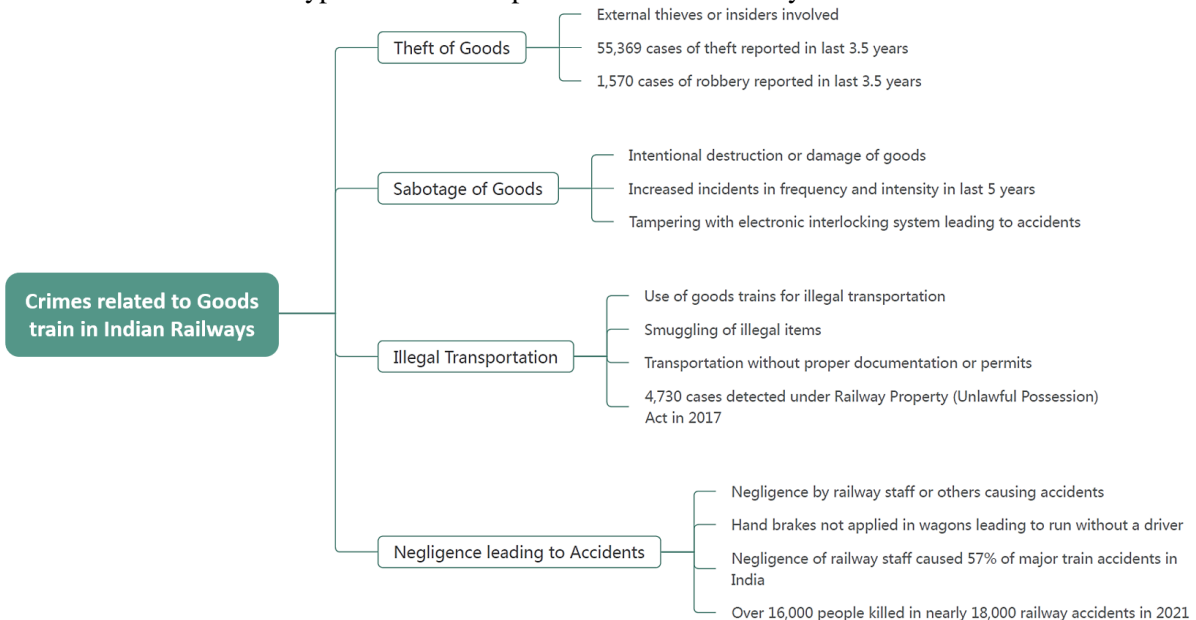 External thieves or insiders involved
Theft of Goods
55,369 cases of theft reported in last 3.5 years
1,570 cases of robbery reported in last 3.5 years
Intentional destruction or damage of goods
Sabotage of Goods
Increased incidents in frequency and intensity in last 5 years
Tampering with electronic interlocking system leading to accidents
Crimes related to Goods
train in Indian Railways
Use of goods trains for illegal transportation
Smuggling of illegal items
Illegal Transportation
Transportation without proper documentation or permits
4,730 cases detected under Railway Property (Unlawful Possession)
Act in 2017
Negligence by railway staff or others causing accidents
Hand brakes not applied in wagons leading to run without a driver
Negligence leading to Accidents
Negligence of railway staff caused 57% of major train accidents in
India
Over 16,000 people killed in nearly 18,000 railway accidents in 2021